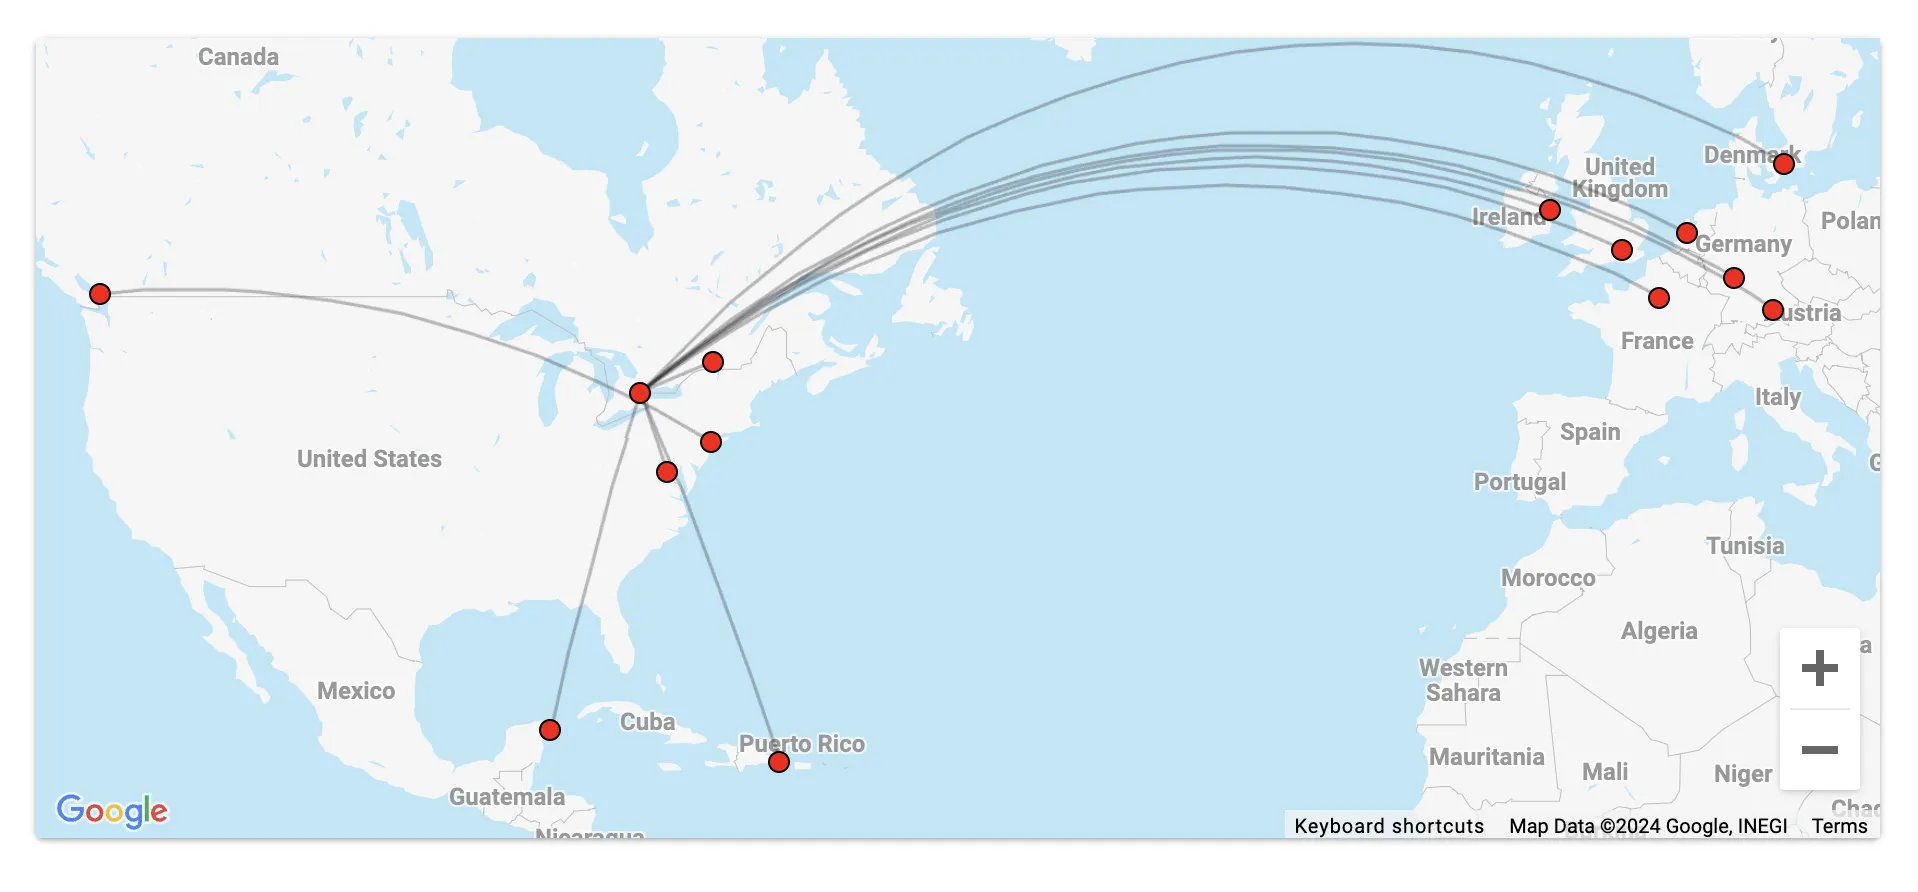 Canada
United
Kingdom
Denmark
Ireland
Polan
Germany
Austria
France
Italy
United States
Spain
Portugal
G
Tunisia
Morocco
Algeria
a
Western
Sahara
Mexico
Cuba
Puerto Rico
Mauritania
Mali
Niger
Guatemala
Chad
Google
Nicaragua
Keyboard shortcuts
Map Data ©2024 Google, INEGI
Terms